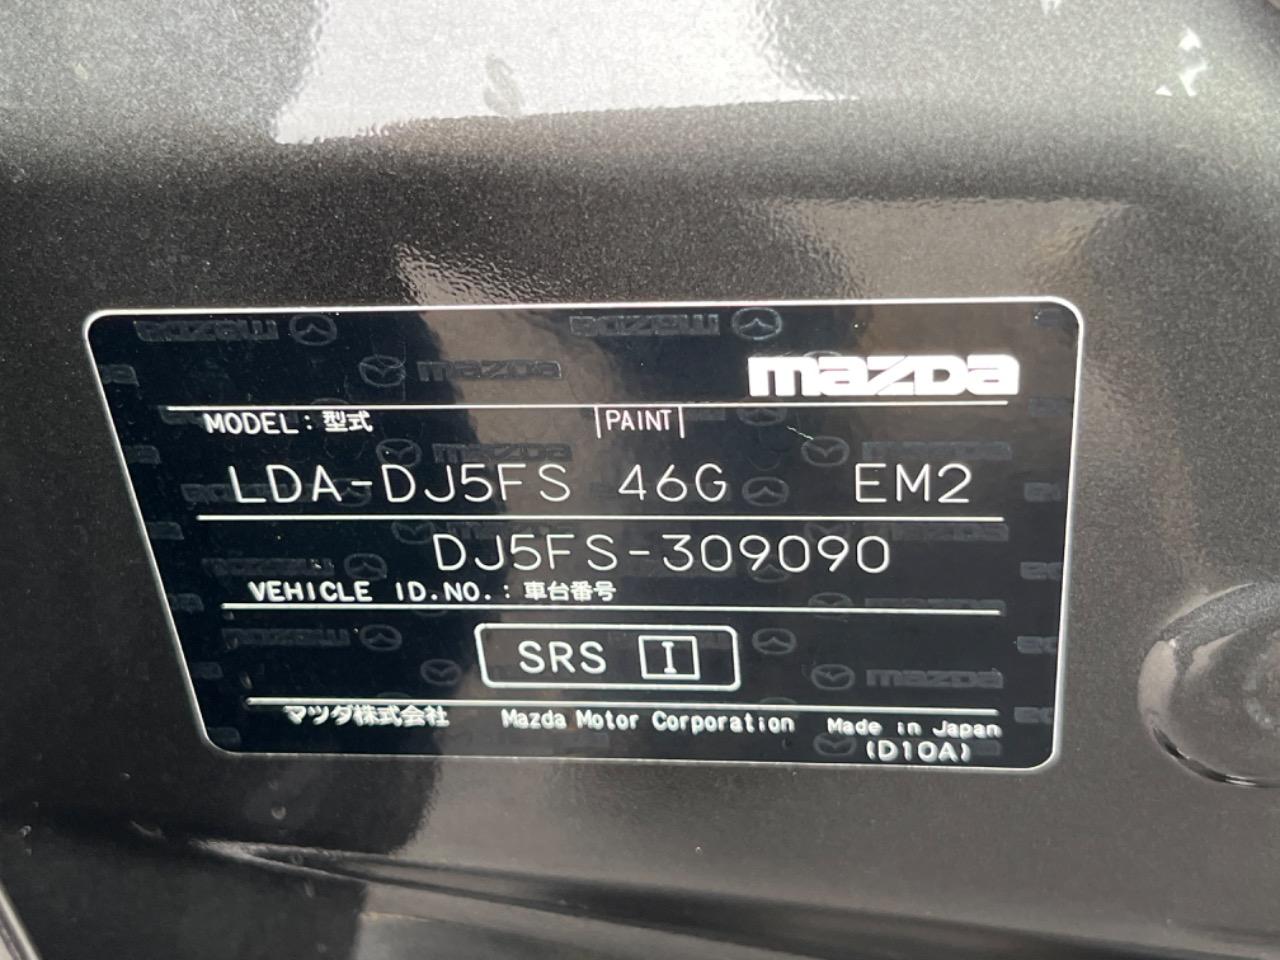 mazda
MODEL: 型式 PAINT
LDA-DJ5FS 46G EM2
DJ5FS-309090
VEHICLE ID.NO.: 車台番号
SRS I
マツダ株式会社 Mazda Motor Corporation Made in Japan
(D10A)